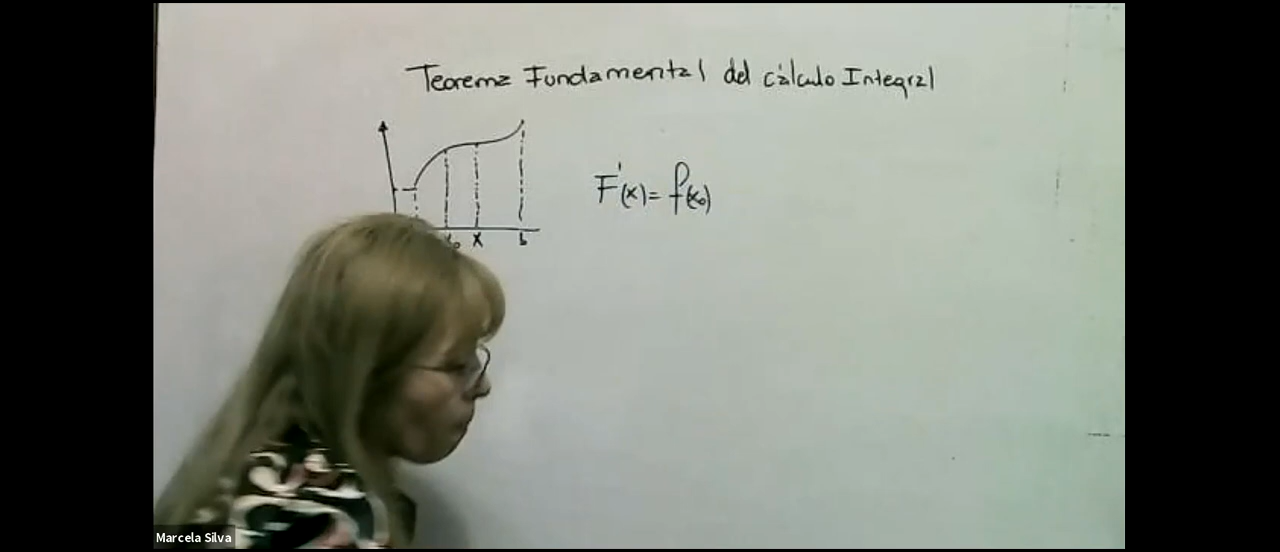 Teorema Fundamental del cálculo Integral
F'(x) = f(x₀)
x₀ x b
Marcela Silva